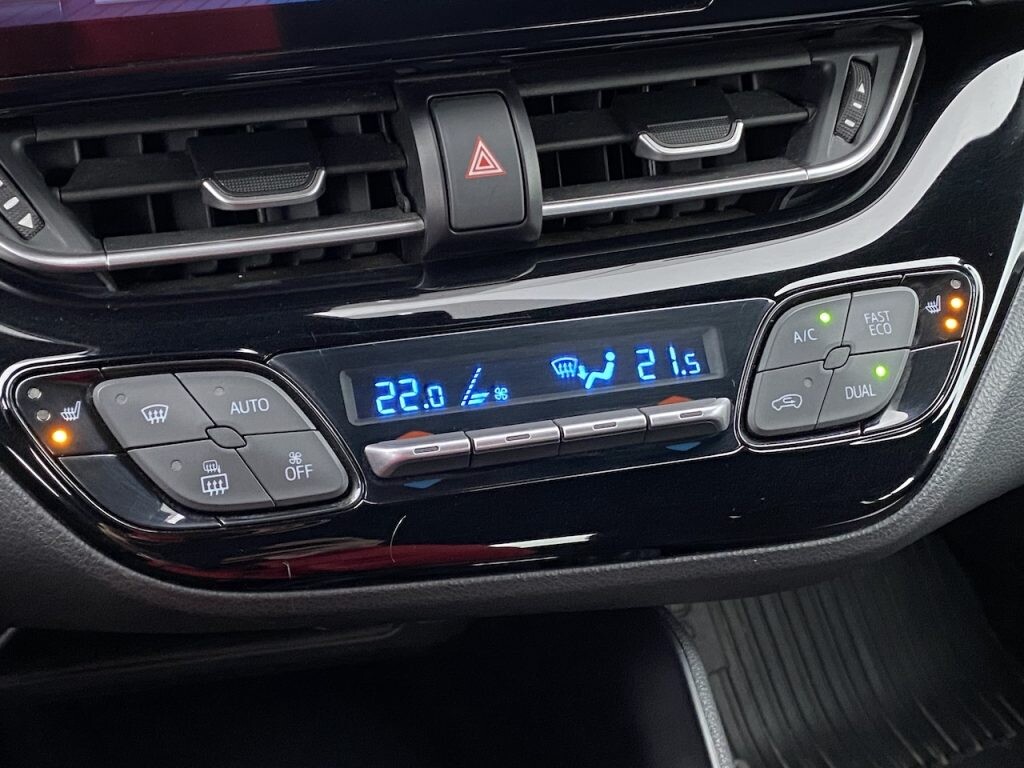 22.0
21.5
AUTO
OFF
A/C
FAST
ECO
DUAL